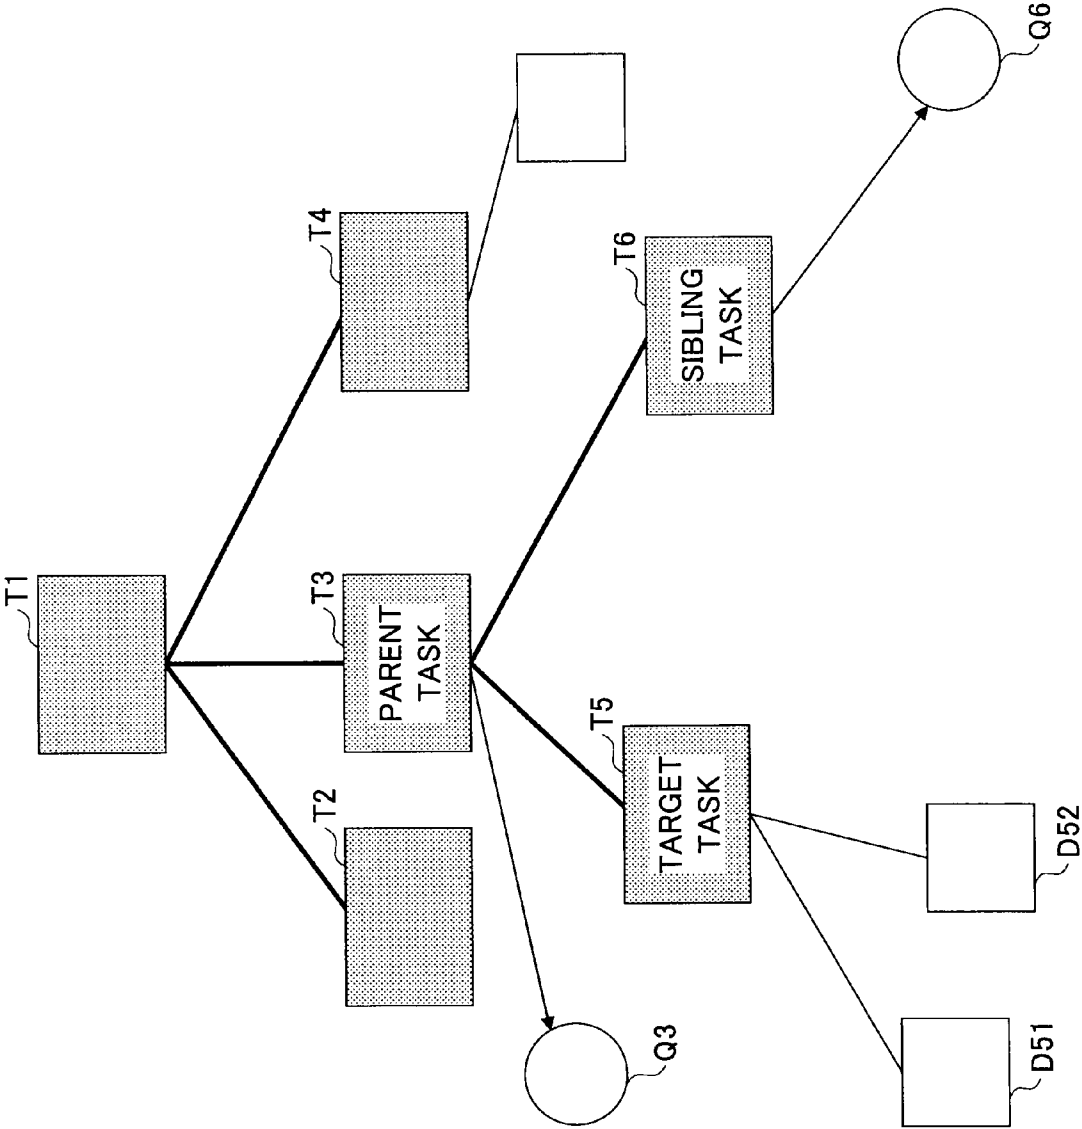 T1
T2
T3
T4
PARENT
TASK
T5
T6
TARGET
TASK
SIBLING
TASK
Q3
Q6
D51
D52